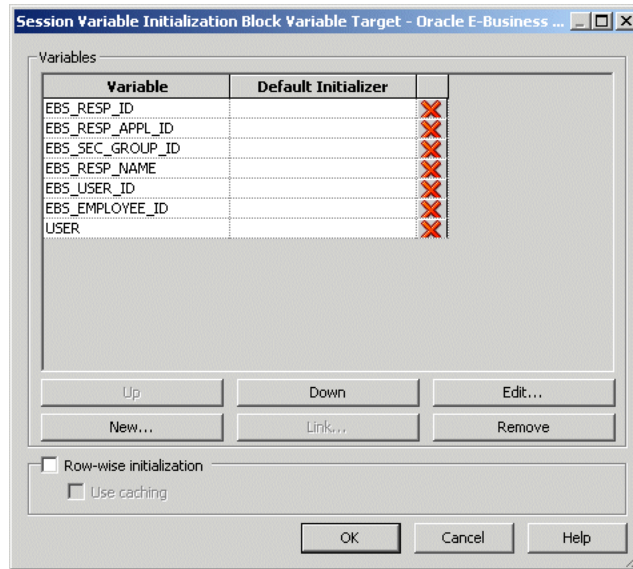 Session Variable Initialization Block Variable Target - Oracle E-Business ...
Variables
Variable Default Initializer
EBS_RESP_ID
EBS_RESP_APPL_ID
EBS_SEC_GROUP_ID
EBS_RESP_NAME
EBS_USER_ID
EBS_EMPLOYEE_ID
USER
Up Down Edit...
New... Link... Remove
Row-wise initialization
Use caching
OK Cancel Help